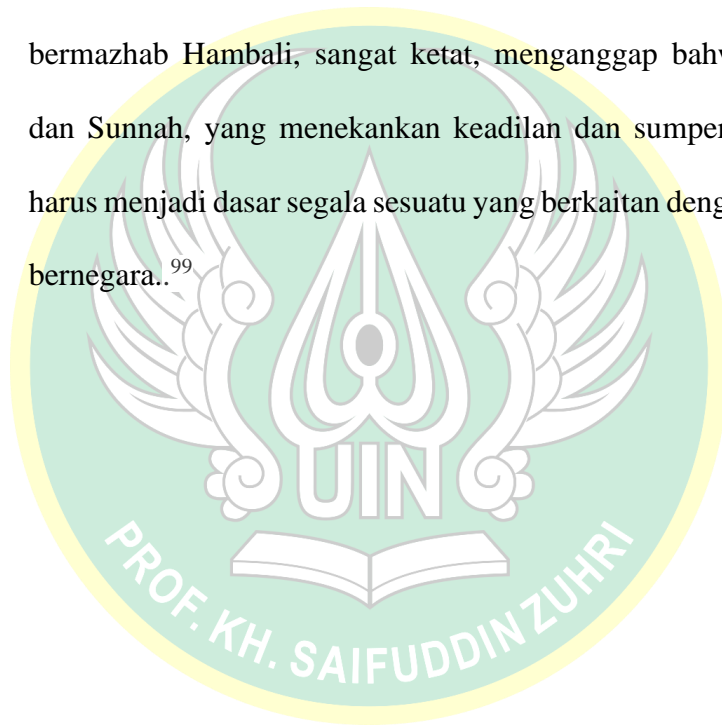 bermazhab Hambali, sangat ketat, menganggap bahw
dan Sunnah, yang menekankan keadilan dan sumper
harus menjadi dasar segala sesuatu yang berkaitan deng
bernegara..99
UIN
PROF. KH. SAIFUDDIN ZUHRI